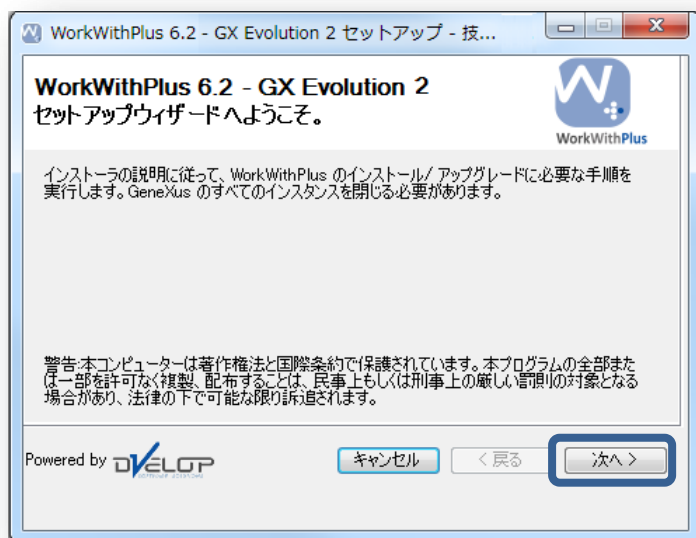 WorkWithPlus 6.2 - GX Evolution 2 セットアップ - 技...
WorkWithPlus 6.2 - GX Evolution 2
セットアップウィザードへようこそ。
WorkWithPlus
インストーラの説明に従って、WorkWithPlus のインストール/ アップグレードに必要な手順を
実行します。GeneXus のすべてのインスタンスを閉じる必要があります。
警告:本コンピューターは著作権法と国際条約で保護されています。本プログラムの全部また
は一部を許可なく複製、配布することは、民事上もしくは刑事上の厳しい罰則の対象となる
場合があり、法律の下で可能な限り訴追されます。
Powered by DVELOP
キャンセル
< 戻る
次へ >